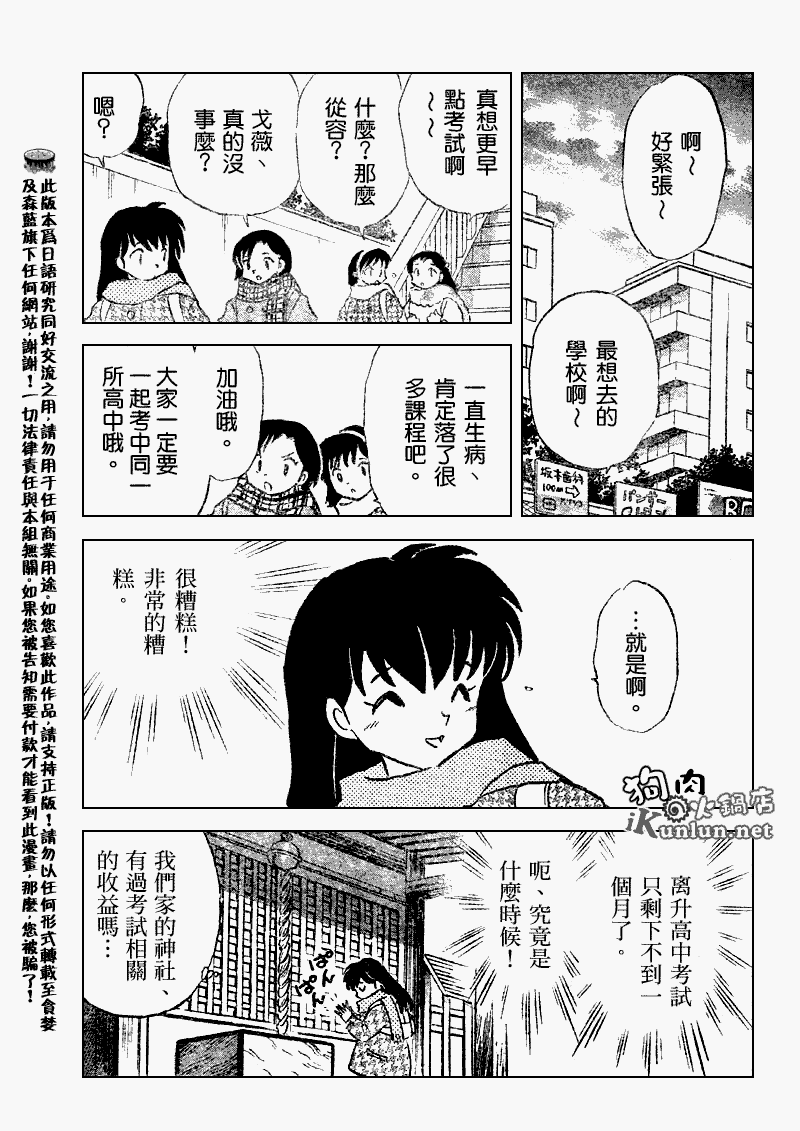 啊～
好緊張～
最想去的
學校啊～
坂本歯科
100m
真想更早
點考試啊
～～
什麼？那麼
從容？
戈薇、
真的沒
事麼？
嗯？
一直生病、
肯定落了很
多課程吧。
加油哦。
大家一定要
一起考中同一
所高中哦。
…就是啊。
很糟糕！
非常的糟
糕。
狗肉
火鍋店
iKunlun.net
离升高中考試
只剩下不到一
個月了。
呃、究竟是
什麼時候！
ぱん
ぱん
我們家的神社、
有過考試相關
的收益嗎…
此版本爲日語研究同好交流之用，請勿用于任何商業用途。如您喜歡此作品，請支持正版！請勿以任何形式轉載至貪婪
及森藍旗下任何網站，謝謝！一切法律責任與本組無關。如果您被告知需要付款才能看到此漫畫，那麼，您被騙了！